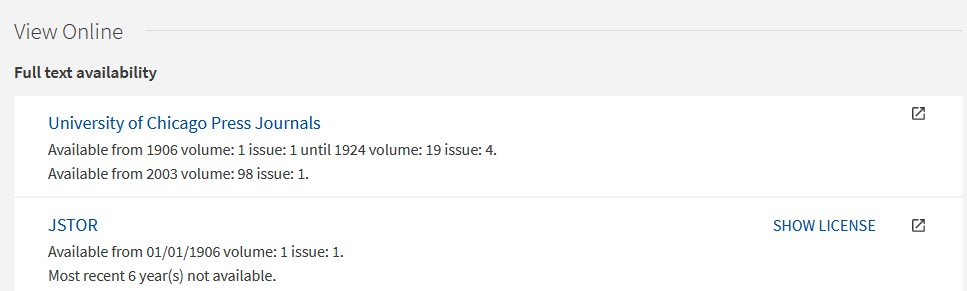 View Online
Full text availability
University of Chicago Press Journals
Available from 1906 volume: 1 issue: 1 until 1924 volume: 19 issue: 4.
Available from 2003 volume: 98 issue: 1.
JSTOR SHOW LICENSE
Available from 01/01/1906 volume: 1 issue: 1.
Most recent 6 year(s) not available.